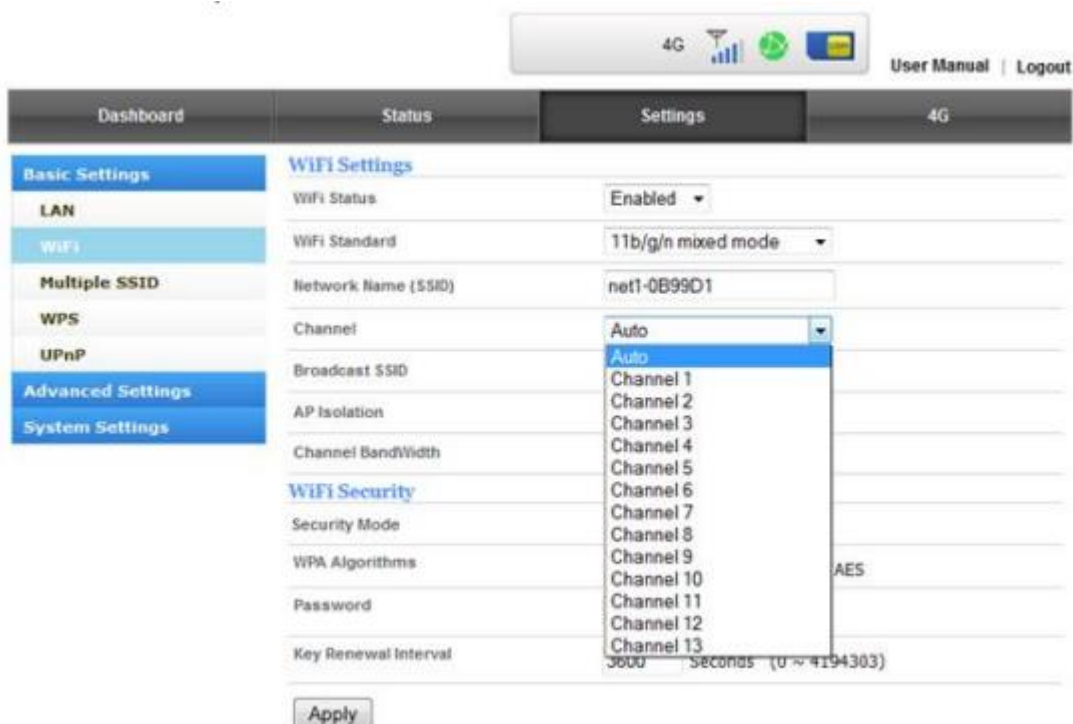 4G
User Manual | Logout
Dashboard Status Settings 4G
Basic Settings
LAN
WiFi
Multiple SSID
WPS
UPnP
Advanced Settings
System Settings
WiFi Settings
WiFi Status Enabled
WiFi Standard 11b/g/n mixed mode
Network Name (SSID) net1-0B99D1
Channel Auto
Auto
Channel 1
Channel 2
Channel 3
Channel 4
Channel 5
Channel 6
Channel 7
Channel 8
Channel 9
Channel 10
Channel 11
Channel 12
Channel 13
Broadcast SSID
AP Isolation
Channel BandWidth
WiFi Security
Security Mode
WPA Algorithms AES
Password
Key Renewal Interval 3600 Seconds (0 ~ 4194303)
Apply